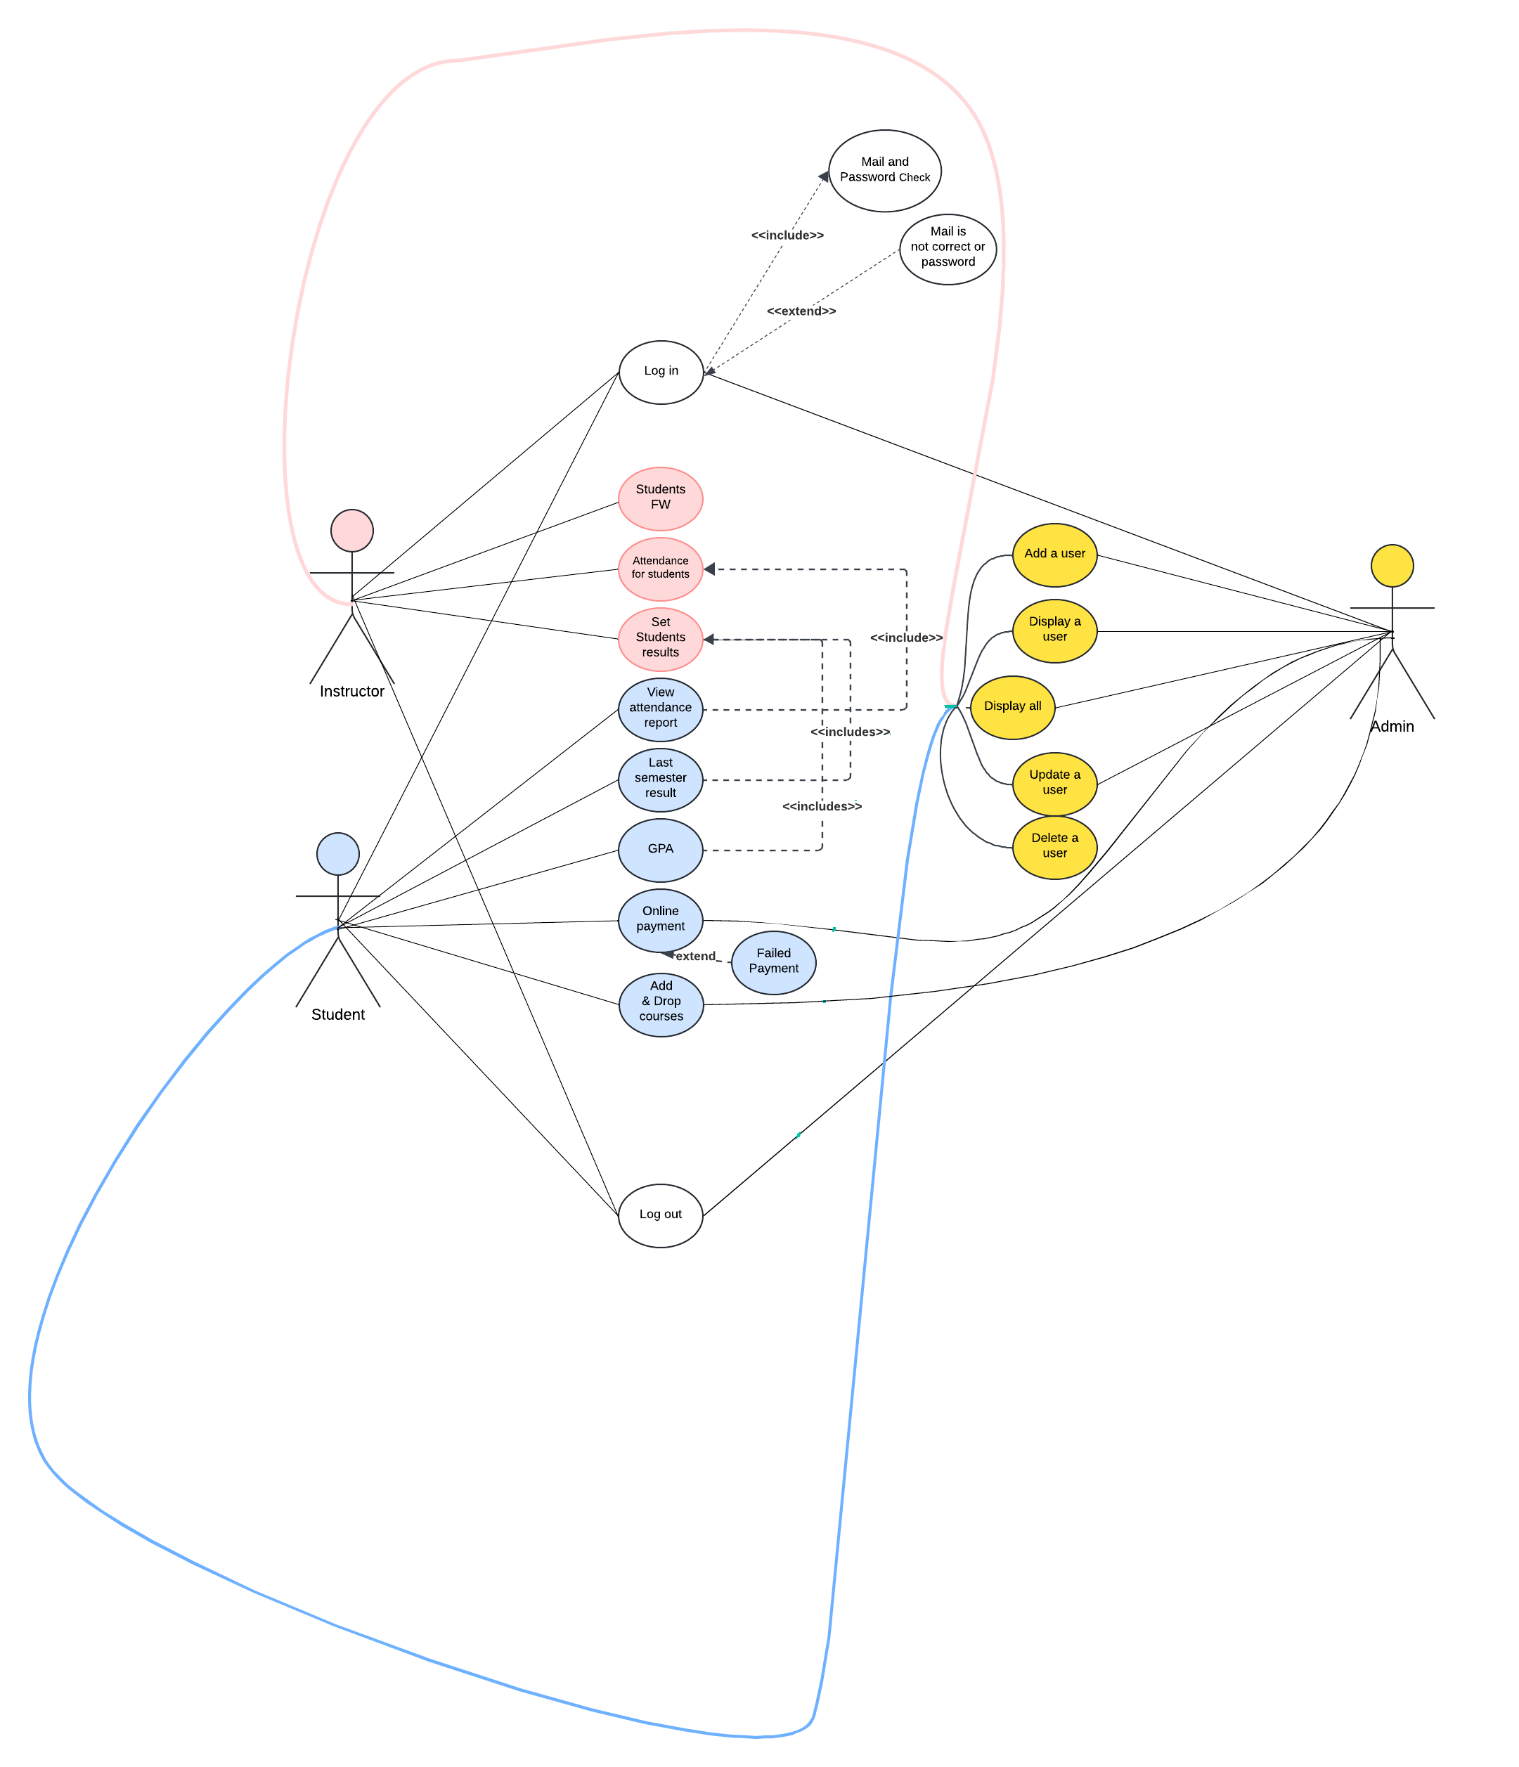 Mail and
Password Check
<<include>>
Mail is
not correct or
password
<<extend>>
Log in
Students
FW
Attendance
for students
Set
Students
results
<<include>>
Instructor
View
attendance
report
<<includes>>
Last
semester
result
<<includes>>
GPA
Online
payment
extend
Failed
Payment
Add
& Drop
courses
Student
Log out
Add a user
Display a
user
Display all
Update a
user
Delete a
user
Admin